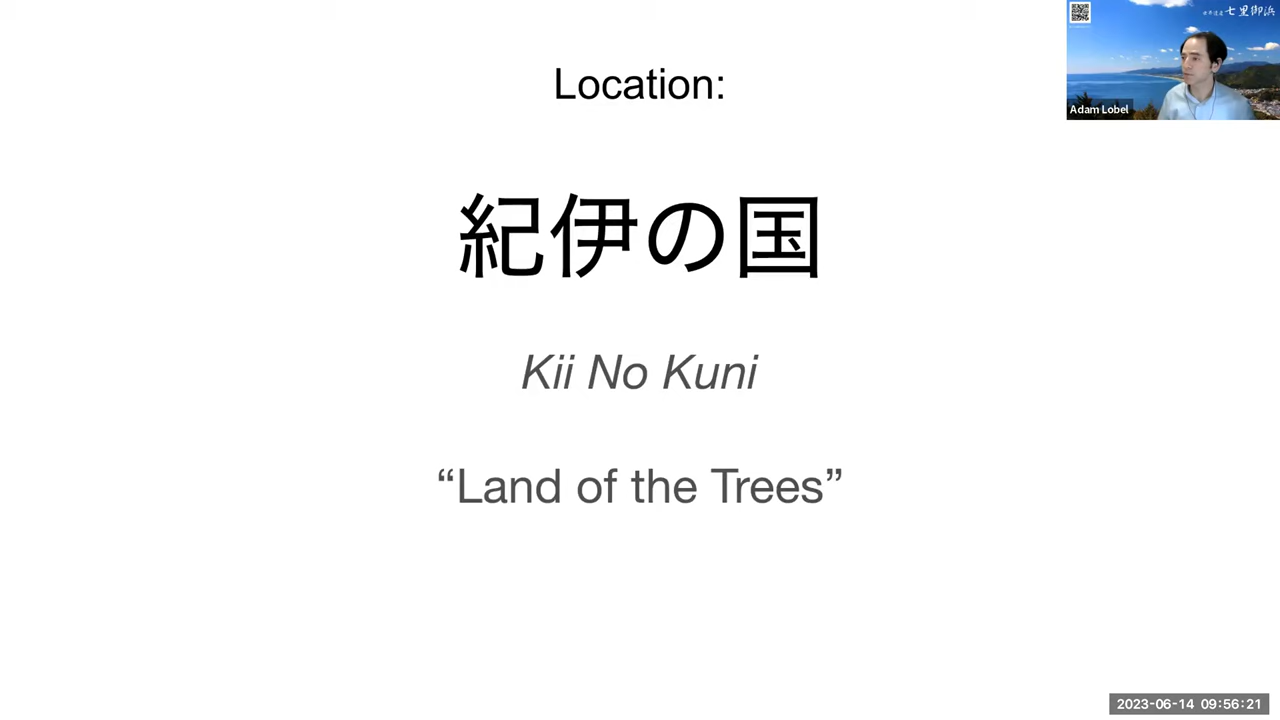 Location:
紀伊の国
Kii No Kuni
“Land of the Trees”
七里御浜
Adam Lobel
2023-06-14 09:56:21